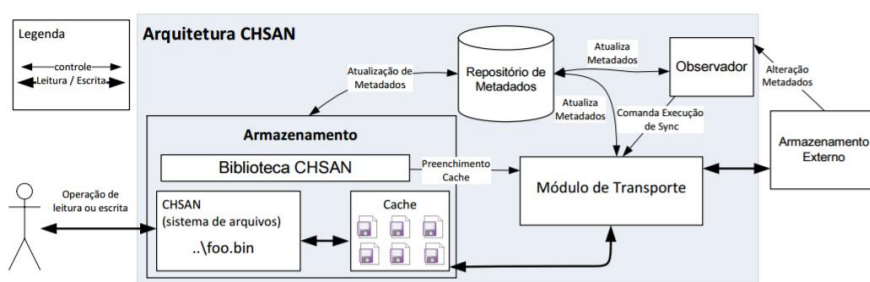 Legenda
controle
Leitura / Escrita
Arquitetura CHSAN
Repositório de
Metadados
Atualiza
Metadados
Observador
Alteração
Metadados
Atualização de
Metadados
Atualiza
Metadados
Comanda Execução
de Sync
Armazenamento
Externo
Armazenamento
Biblioteca CHSAN
Preenchimento
Cache
Módulo de Transporte
Operação de
leitura ou escrita
CHSAN
(sistema de arquivos)
..\foo.bin
Cache